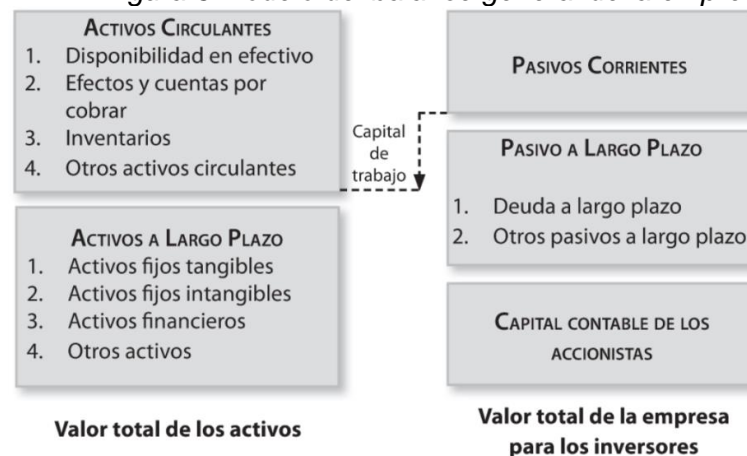 ACTIVOS CIRCULANTES
1. Disponibilidad en efectivo
2. Efectos y cuentas por
cobrar
3. Inventarios
4. Otros activos circulantes
ACTIVOS A LARGO PLAZO
1. Activos fijos tangibles
2. Activos fijos intangibles
3. Activos financieros
4. Otros activos
Valor total de los activos
Capital
de
trabajo
PASIVOS CORRIENTES
PASIVO A LARGO PLAZO
1. Deuda a largo plazo
2. Otros pasivos a largo plazo
CAPITAL CONTABLE DE LOS
ACCIONISTAS
Valor total de la empresa
para los inversores